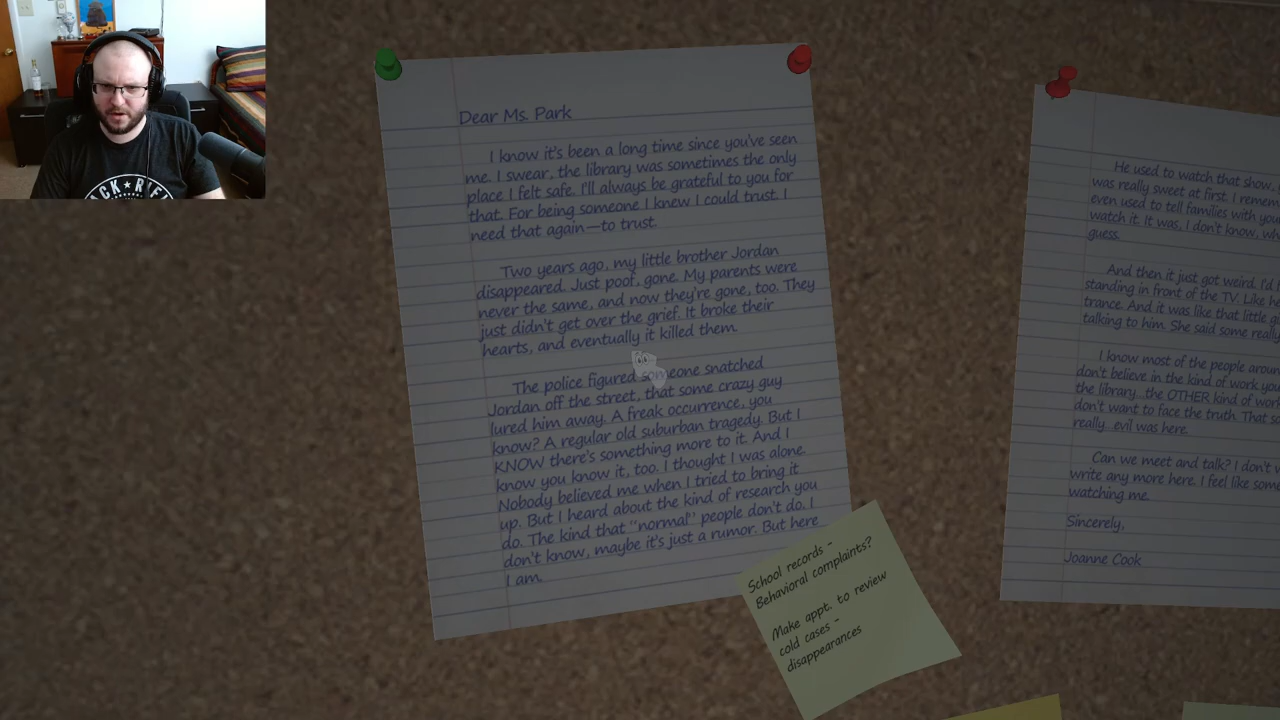 Dear Ms. Park
I know it's been a long time since you've seen
me. I swear, the library was sometimes the only
place I felt safe. I'll always be grateful to you for
that. For being someone I knew I could trust. I
need that again—to trust.
Two years ago, my little brother Jordan
disappeared. Just poof, gone. My parents were
never the same, and now they're gone, too. They
just didn't get over the grief. It broke their
hearts, and eventually it killed them.
The police figured someone snatched
Jordan off the street, that some crazy guy
lured him away. A freak occurrence, you
know? A regular old suburban tragedy. But I
KNOW there's something more to it. And I
know you know it, too. I thought I was alone.
Nobody believed me when I tried to bring it
up. But I heard about the kind of research you
do. The kind that "normal" people don't do. I
don't know, maybe it's just a rumor. But here
I am.
School records -
Behavioral complaints?
Make appt. to review
cold cases -
disappearances
He used to watch that show,
was really sweet at first. I
even used to tell families with
watch it. It was, I don't know,
guess.
And then it just got weird. I'd
standing in front of the TV. Like
trance. And it was like that little
talking to him. She said some
I know most of the people
don't believe in the kind of work
the library the OTHER kind of
don't want to face the truth. That
really evil was here.
Can we meet and talk? I don't
write any more here. I feel like
watching me.
Sincerely,
Joanne Cook